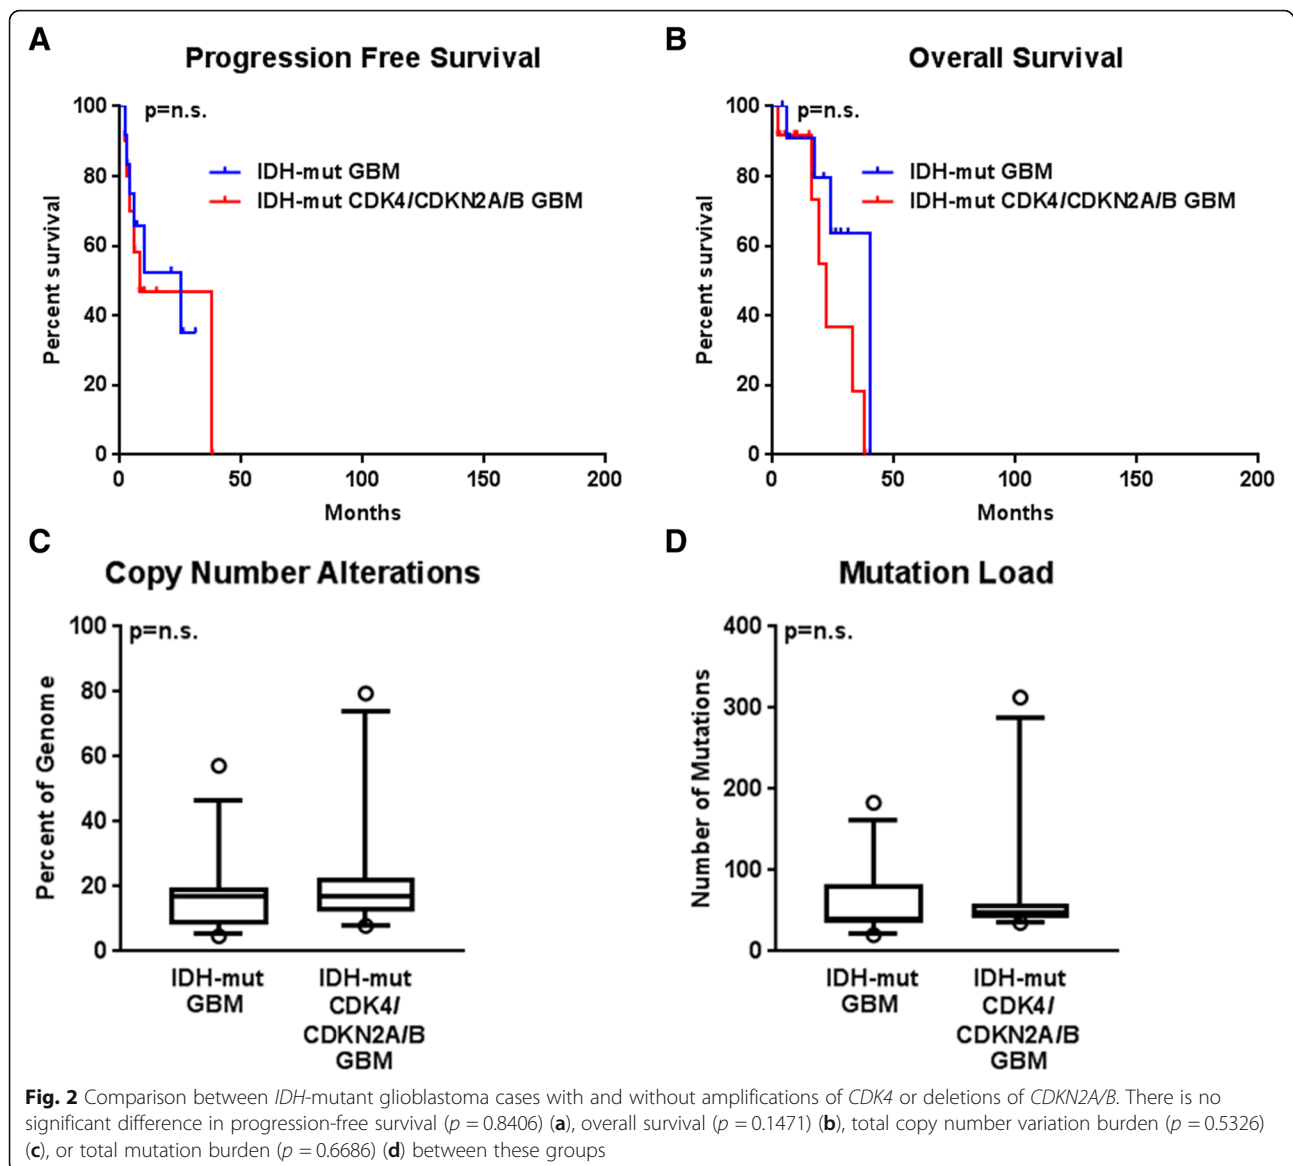 A
Progression Free Survival
p=n.s.
IDH-mut GBM
IDH-mut CDK4/CDKN2A/B GBM
Percent survival
100
80
60
40
20
0
0 50 100 150 200
Months
B
Overall Survival
p=n.s.
IDH-mut GBM
IDH-mut CDK4/CDKN2A/B GBM
Percent survival
100
80
60
40
20
0
0 50 100 150 200
Months
C
Copy Number Alterations
p=n.s.
Percent of Genome
100
80
60
40
20
0
IDH-mut
GBM
IDH-mut
CDK4/
CDKN2A/B
GBM
D
Mutation Load
p=n.s.
Number of Mutations
400
300
200
100
0
IDH-mut
GBM
IDH-mut
CDK4/
CDKN2A/B
GBM
Fig. 2 Comparison between IDH-mutant glioblastoma cases with and without amplifications of CDK4 or deletions of CDKN2A/B. There is no
significant difference in progression-free survival (p = 0.8406) (a), overall survival (p = 0.1471) (b), total copy number variation burden (p = 0.5326)
(c), or total mutation burden (p = 0.6686) (d) between these groups